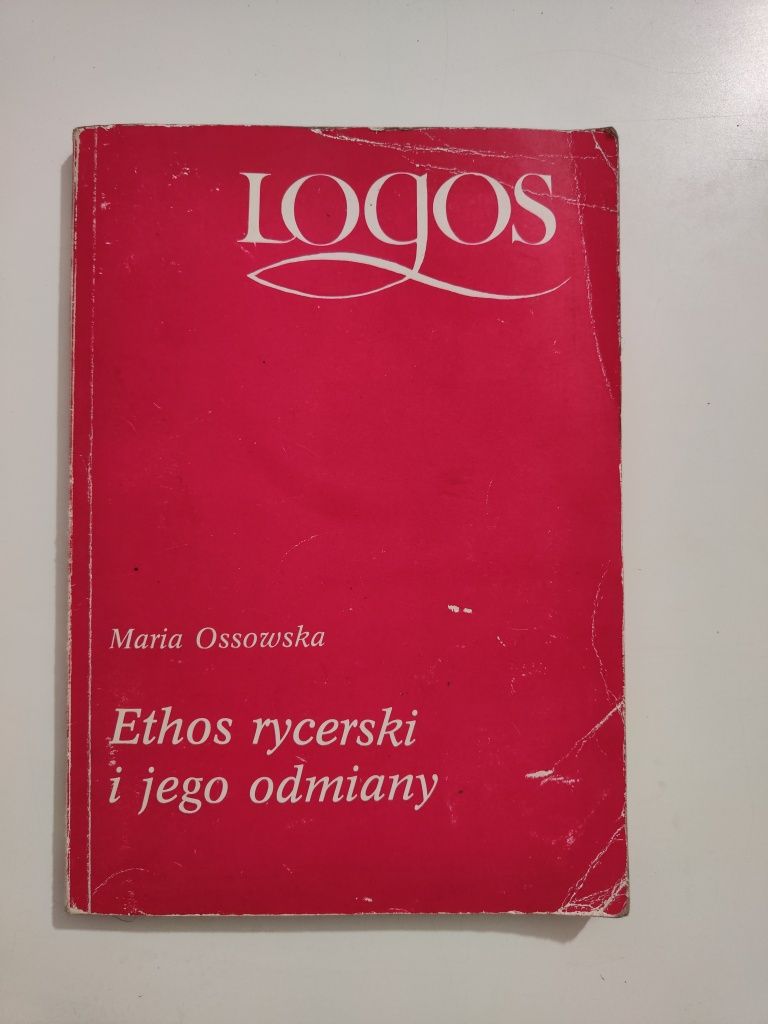 LOGOS
Maria Ossowska
Ethos rycerski
i jego odmiany